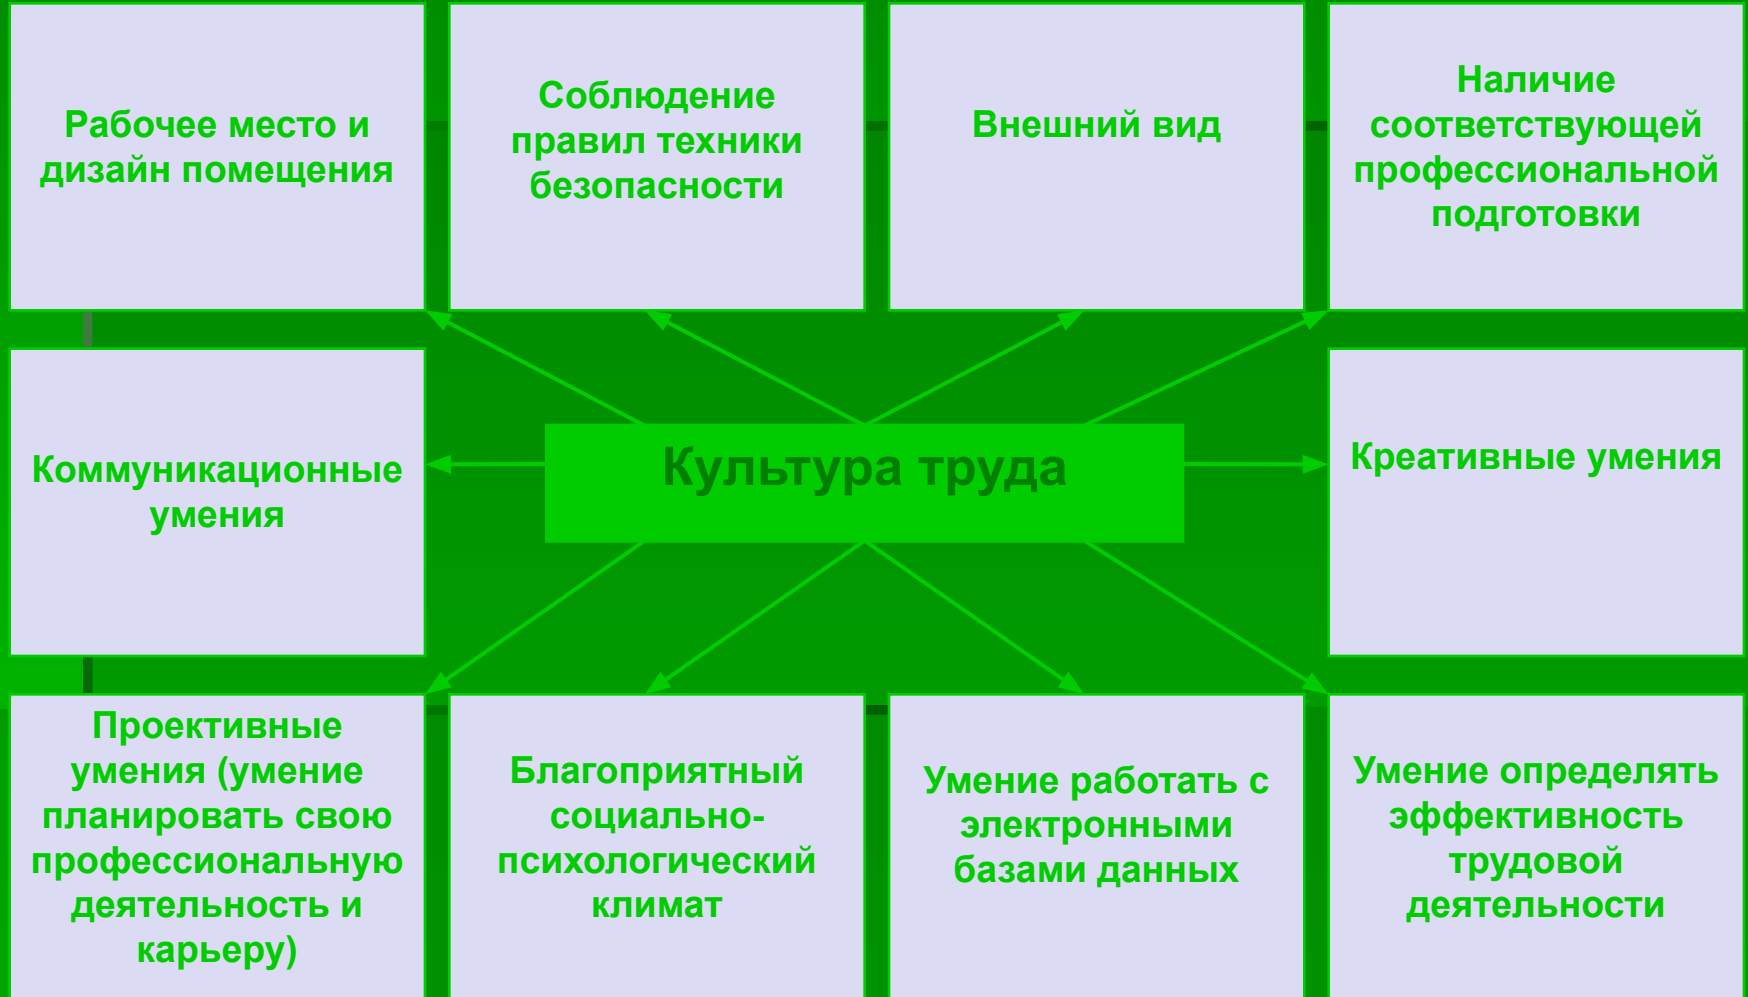 Рабочее место и
дизайн помещения
Соблюдение
правил техники
безопасности
Внешний вид
Наличие
соответствующей
профессиональной
подготовки
Коммуникационные
умения
Культура труда
Креативные умения
Проективные
умения (умение
планировать свою
профессиональную
деятельность и
карьеру)
Благоприятный
социально-
психологический
климат
Умение работать с
электронными
базами данных
Умение определять
эффективность
трудовой
деятельности